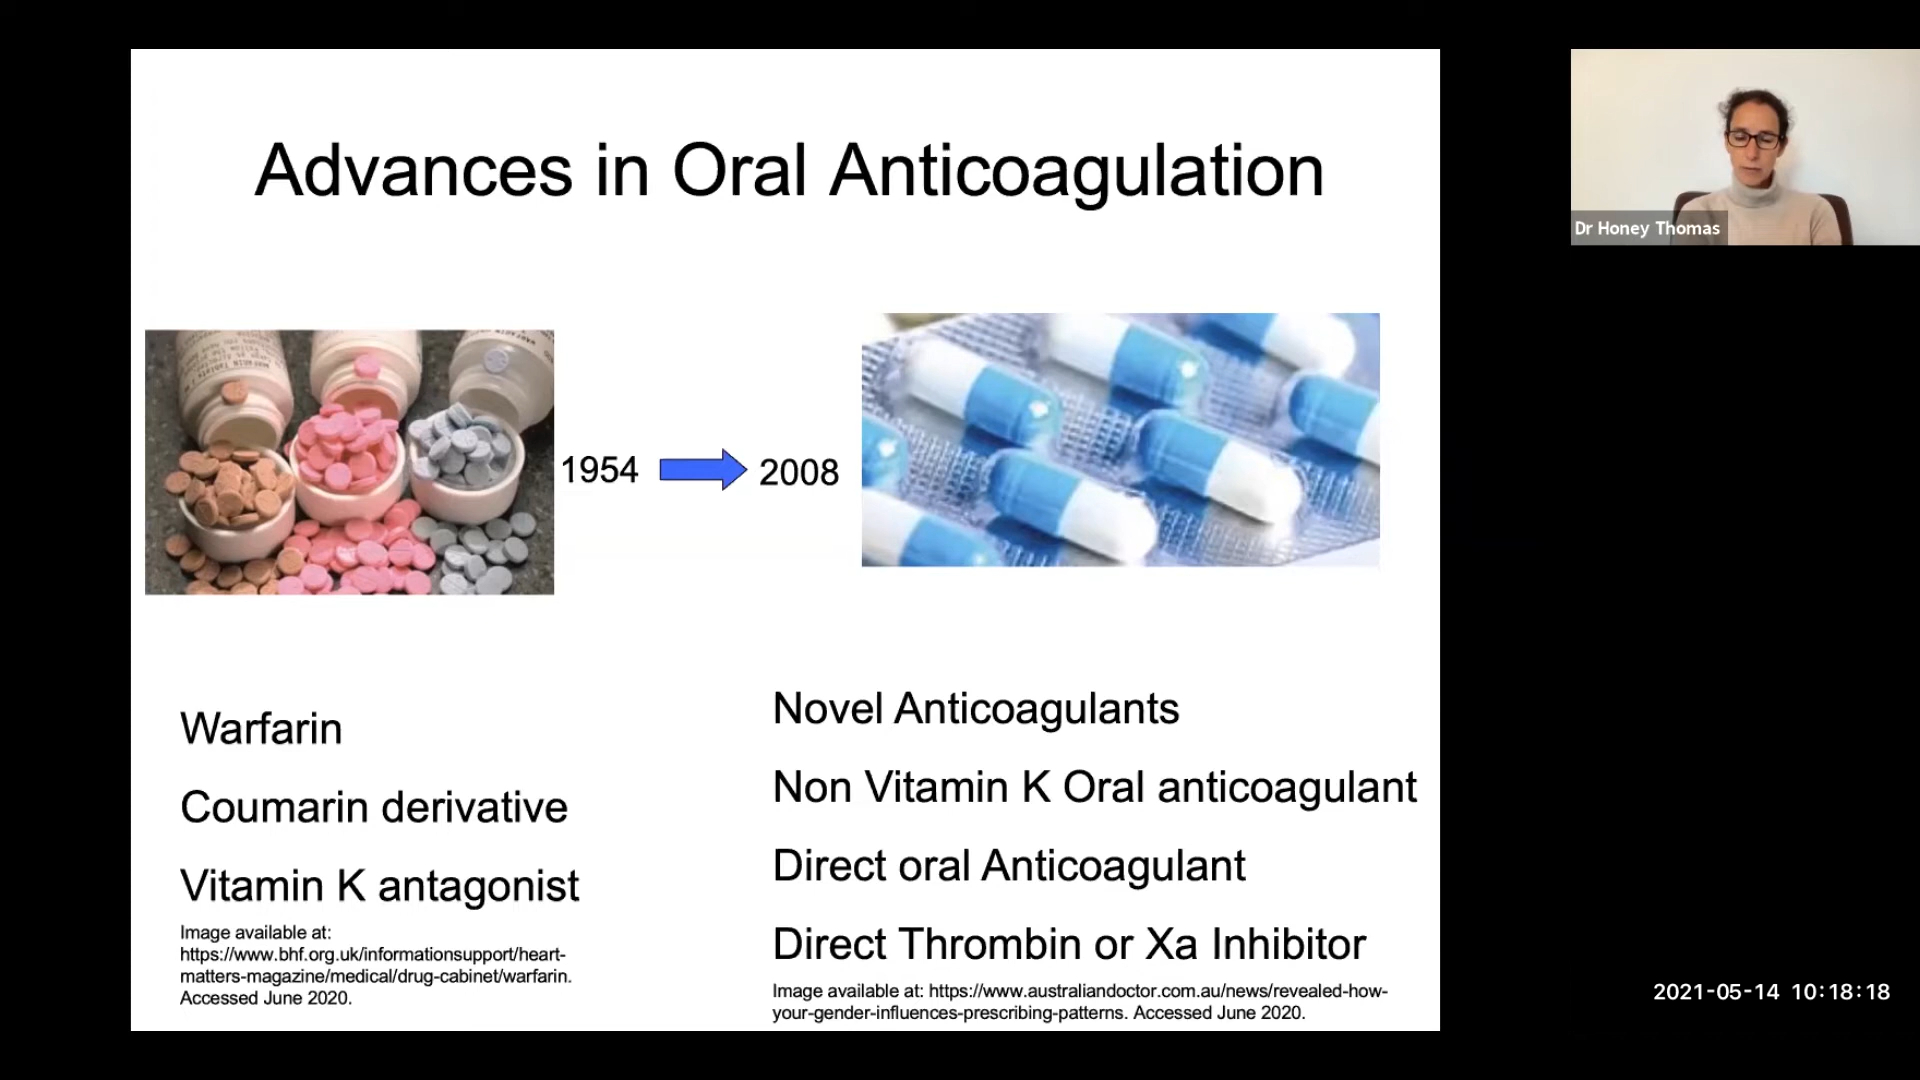 Advances in Oral Anticoagulation
1954
2008
Warfarin
Coumarin derivative
Vitamin K antagonist
Image available at:
https://www.bhf.org.uk/informationsupport/heart-
matters-magazine/medical/drug-cabinet/warfarin.
Accessed June 2020.
Novel Anticoagulants
Non Vitamin K Oral anticoagulant
Direct oral Anticoagulant
Direct Thrombin or Xa Inhibitor
Image available at: https://www.australiandoctor.com.au/news/revealed-how-
your-gender-influences-prescribing-patterns. Accessed June 2020.
Dr Honey Thomas
2021-05-14 10:18:18